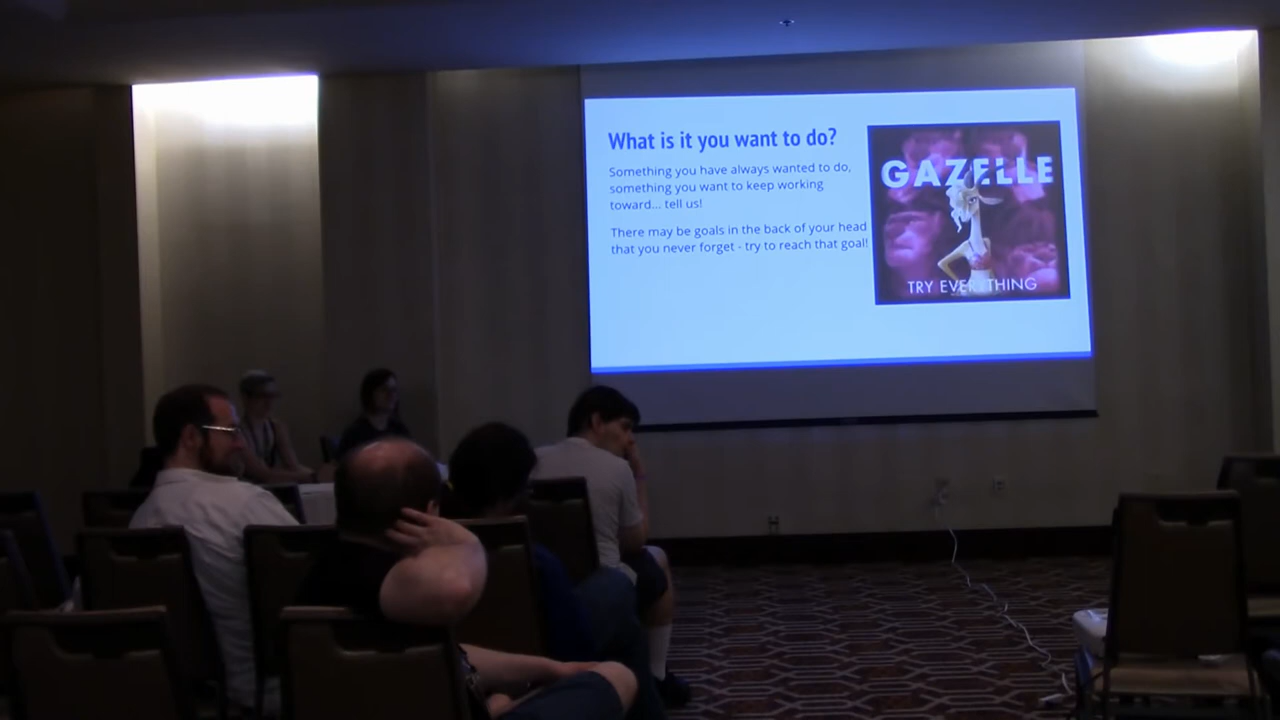 What is it you want to do?
Something you have always wanted to do,
something you want to keep working
toward... tell us!
There may be goals in the back of your head
that you never forget - try to reach that goal!
GAZELLE
TRY EVERYTHING